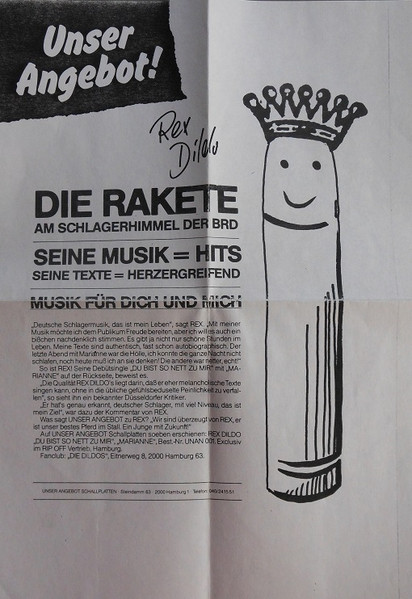 Unser
Angebot!
Rex
Dildo
DIE RAKETE
AM SCHLAGERHIMMEL DER BRD
SEINE MUSIK = HITS
SEINE TEXTE = HERZERGREIFEND
MUSIK FÜR DICH UND MICH
„Deutsche Schlagermusik, das ist mein Leben", sagt REX. „Mit meiner
Musik möchte ich dem Publikum Freude bereiten, aber ich will es auch ein
bißchen nachdenklich stimmen. Es gibt ja nicht nur schöne Stunden im
Leben. Meine Texte sind authentisch, fast schon autobiographisch. Der
letzte Abend mit Marianne war die Hölle, ich konnte die ganze Nacht nicht
schlafen, noch heute muß ich an sie denken! Die andere war netter, echt!"
So ist REX! Seine Debütsingle „DU BIST SO NETT ZU MIR" mit „MA-
RIANNE" auf der Rückseite, beweist es.
„Die Qualität REX DILDO's liegt darin, daß er eher melancholische Texte
singen kann, ohne in die übliche gefühlsbeduselte Peinlichkeit zu verfal-
len", so sieht ihn ein bekannter Düsseldorfer Kritiker.
„Er hat's genau erkannt, deutscher Schlager, mit viel Niveau, das ist
mein Ziel!", war dazu der Kommentar von REX.
Was sagt UNSER ANGEBOT zu REX? „Wir sind überzeugt von REX, er
ist unser bestes Pferd im Stall. Ein Junge mit Zukunft!"
Auf UNSER ANGEBOT Schallplatten soeben erschienen: REX DILDO
„DU BIST SO NETT ZU MIR", „MARIANNE", Best.-Nr. UNAN 001. Exclusiv
im RIP OFF Vertrieb: Hamburg.
Fanclub: „DIE DILDOS", Eitnerweg 8, 2000 Hamburg 63.
UNSER ANGEBOT SCHALLPLATTEN Steindamm 63 2000 Hamburg 1 Telefon: